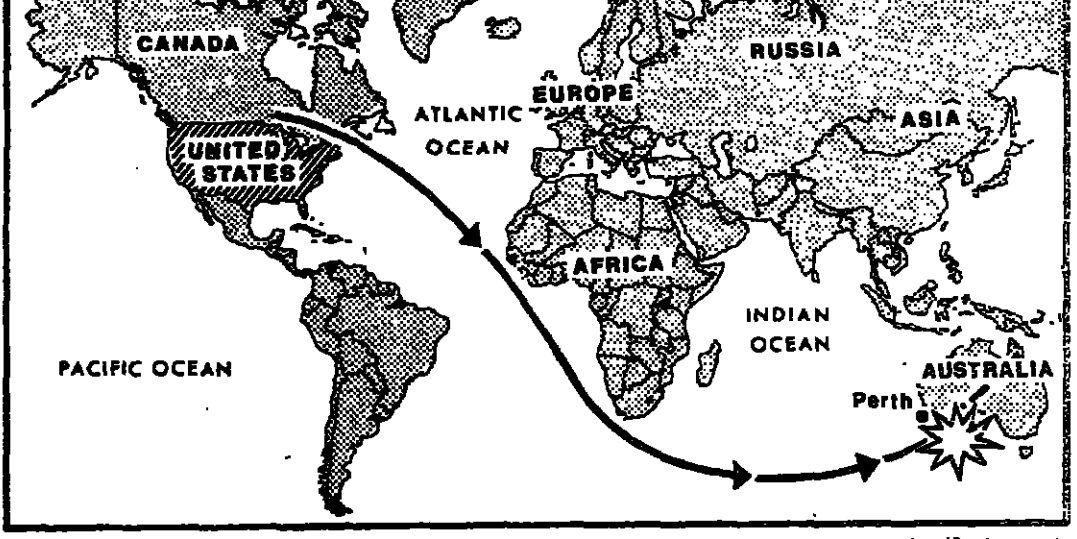 CANADA
RUSSIA
EUROPE
ATLANTIC
OCEAN
ASIA
UNITED
STATES
AFRICA
INDIAN
OCEAN
PACIFIC OCEAN
AUSTRALIA
Perth